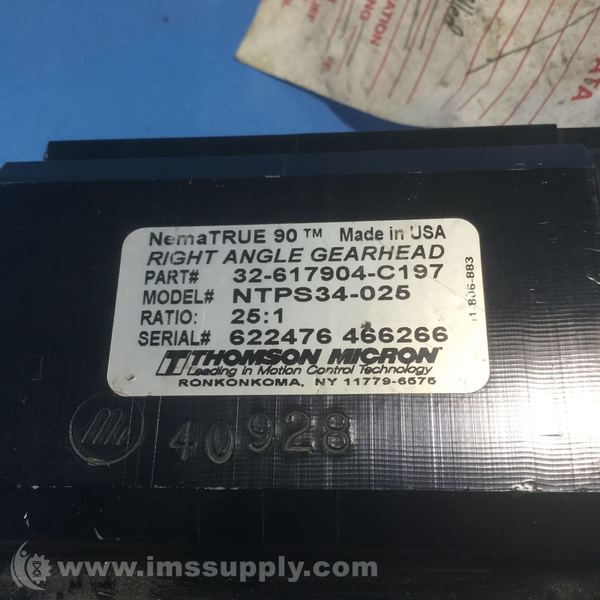 ATA
NemaTRUE 90 ™ Made in USA
RIGHT ANGLE GEARHEAD
PART# 32-617904-C197
MODEL# NTPS34-025
RATIO: 25:1
SERIAL# 622476 466266
THOMSON MICRON
Leading in Motion Control Technology
RONKONKOMA, NY 11779-6575
40928
www.imssupply.com